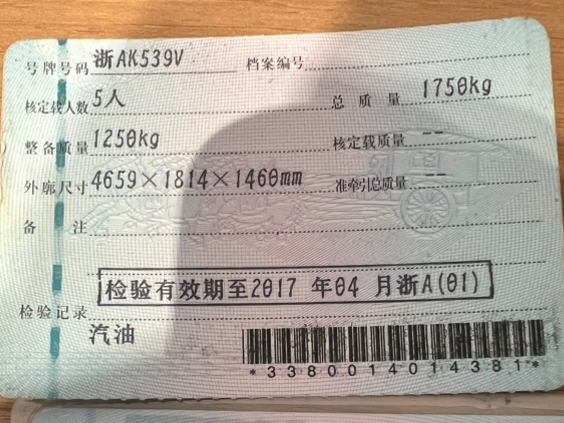 号牌号码 浙AK539V 档案编号
核定载人数 5人 总质量 1750kg
整备质量 1250kg 核定载质量 --
外廓尺寸 4659×1814×1460mm 准牵引总质量 --
备注
检验有效期至2017 年04 月浙A(01)
检验记录
汽油
*3380014014381*